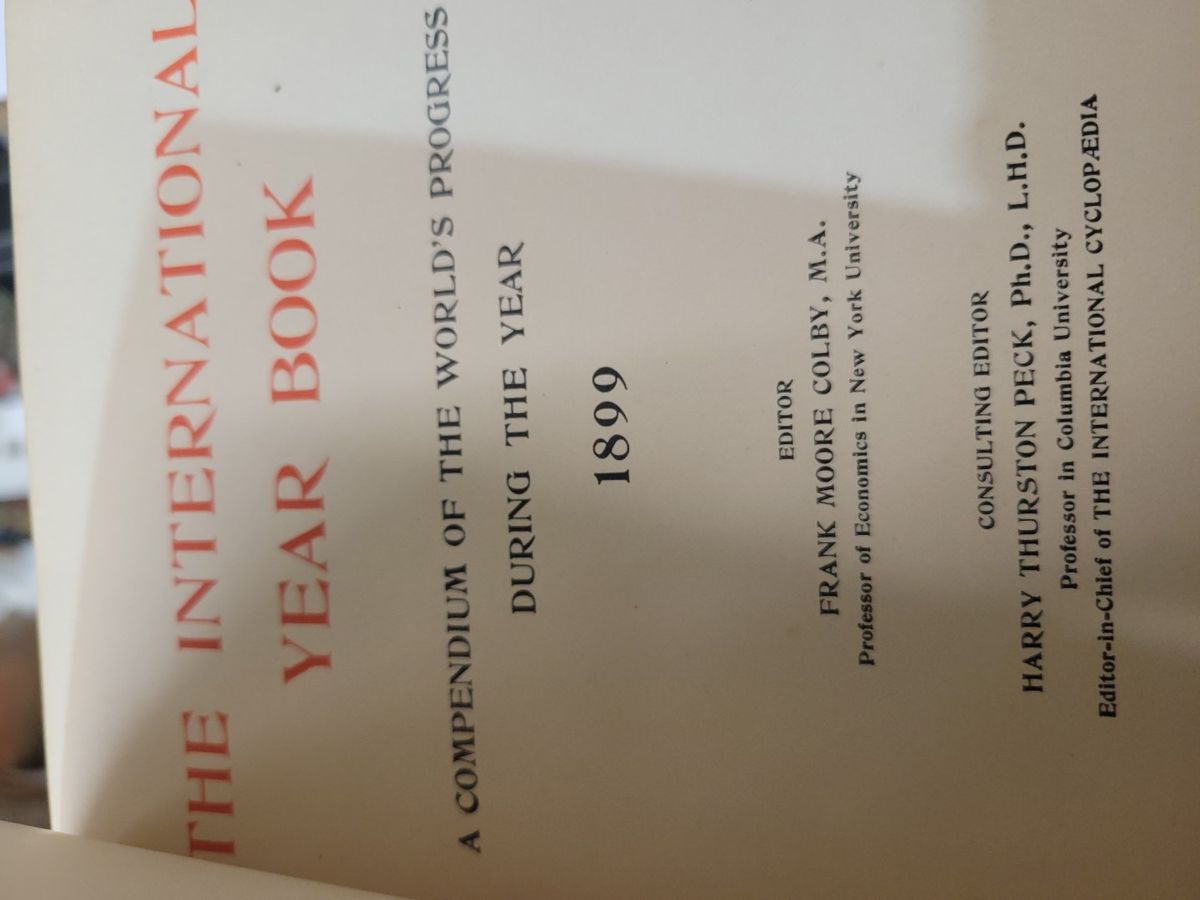 THE INTERNATIONAL
YEAR BOOK
A COMPENDIUM OF THE WORLD'S PROGRESS
DURING THE YEAR
1899
EDITOR
FRANK MOORE COLBY, M.A.
Professor of Economics in New York University
CONSULTING EDITOR
HARRY THURSTON PECK, Ph.D., L.H.D.
Professor in Columbia University
Editor-in-Chief of THE INTERNATIONAL CYCLOPÆDIA